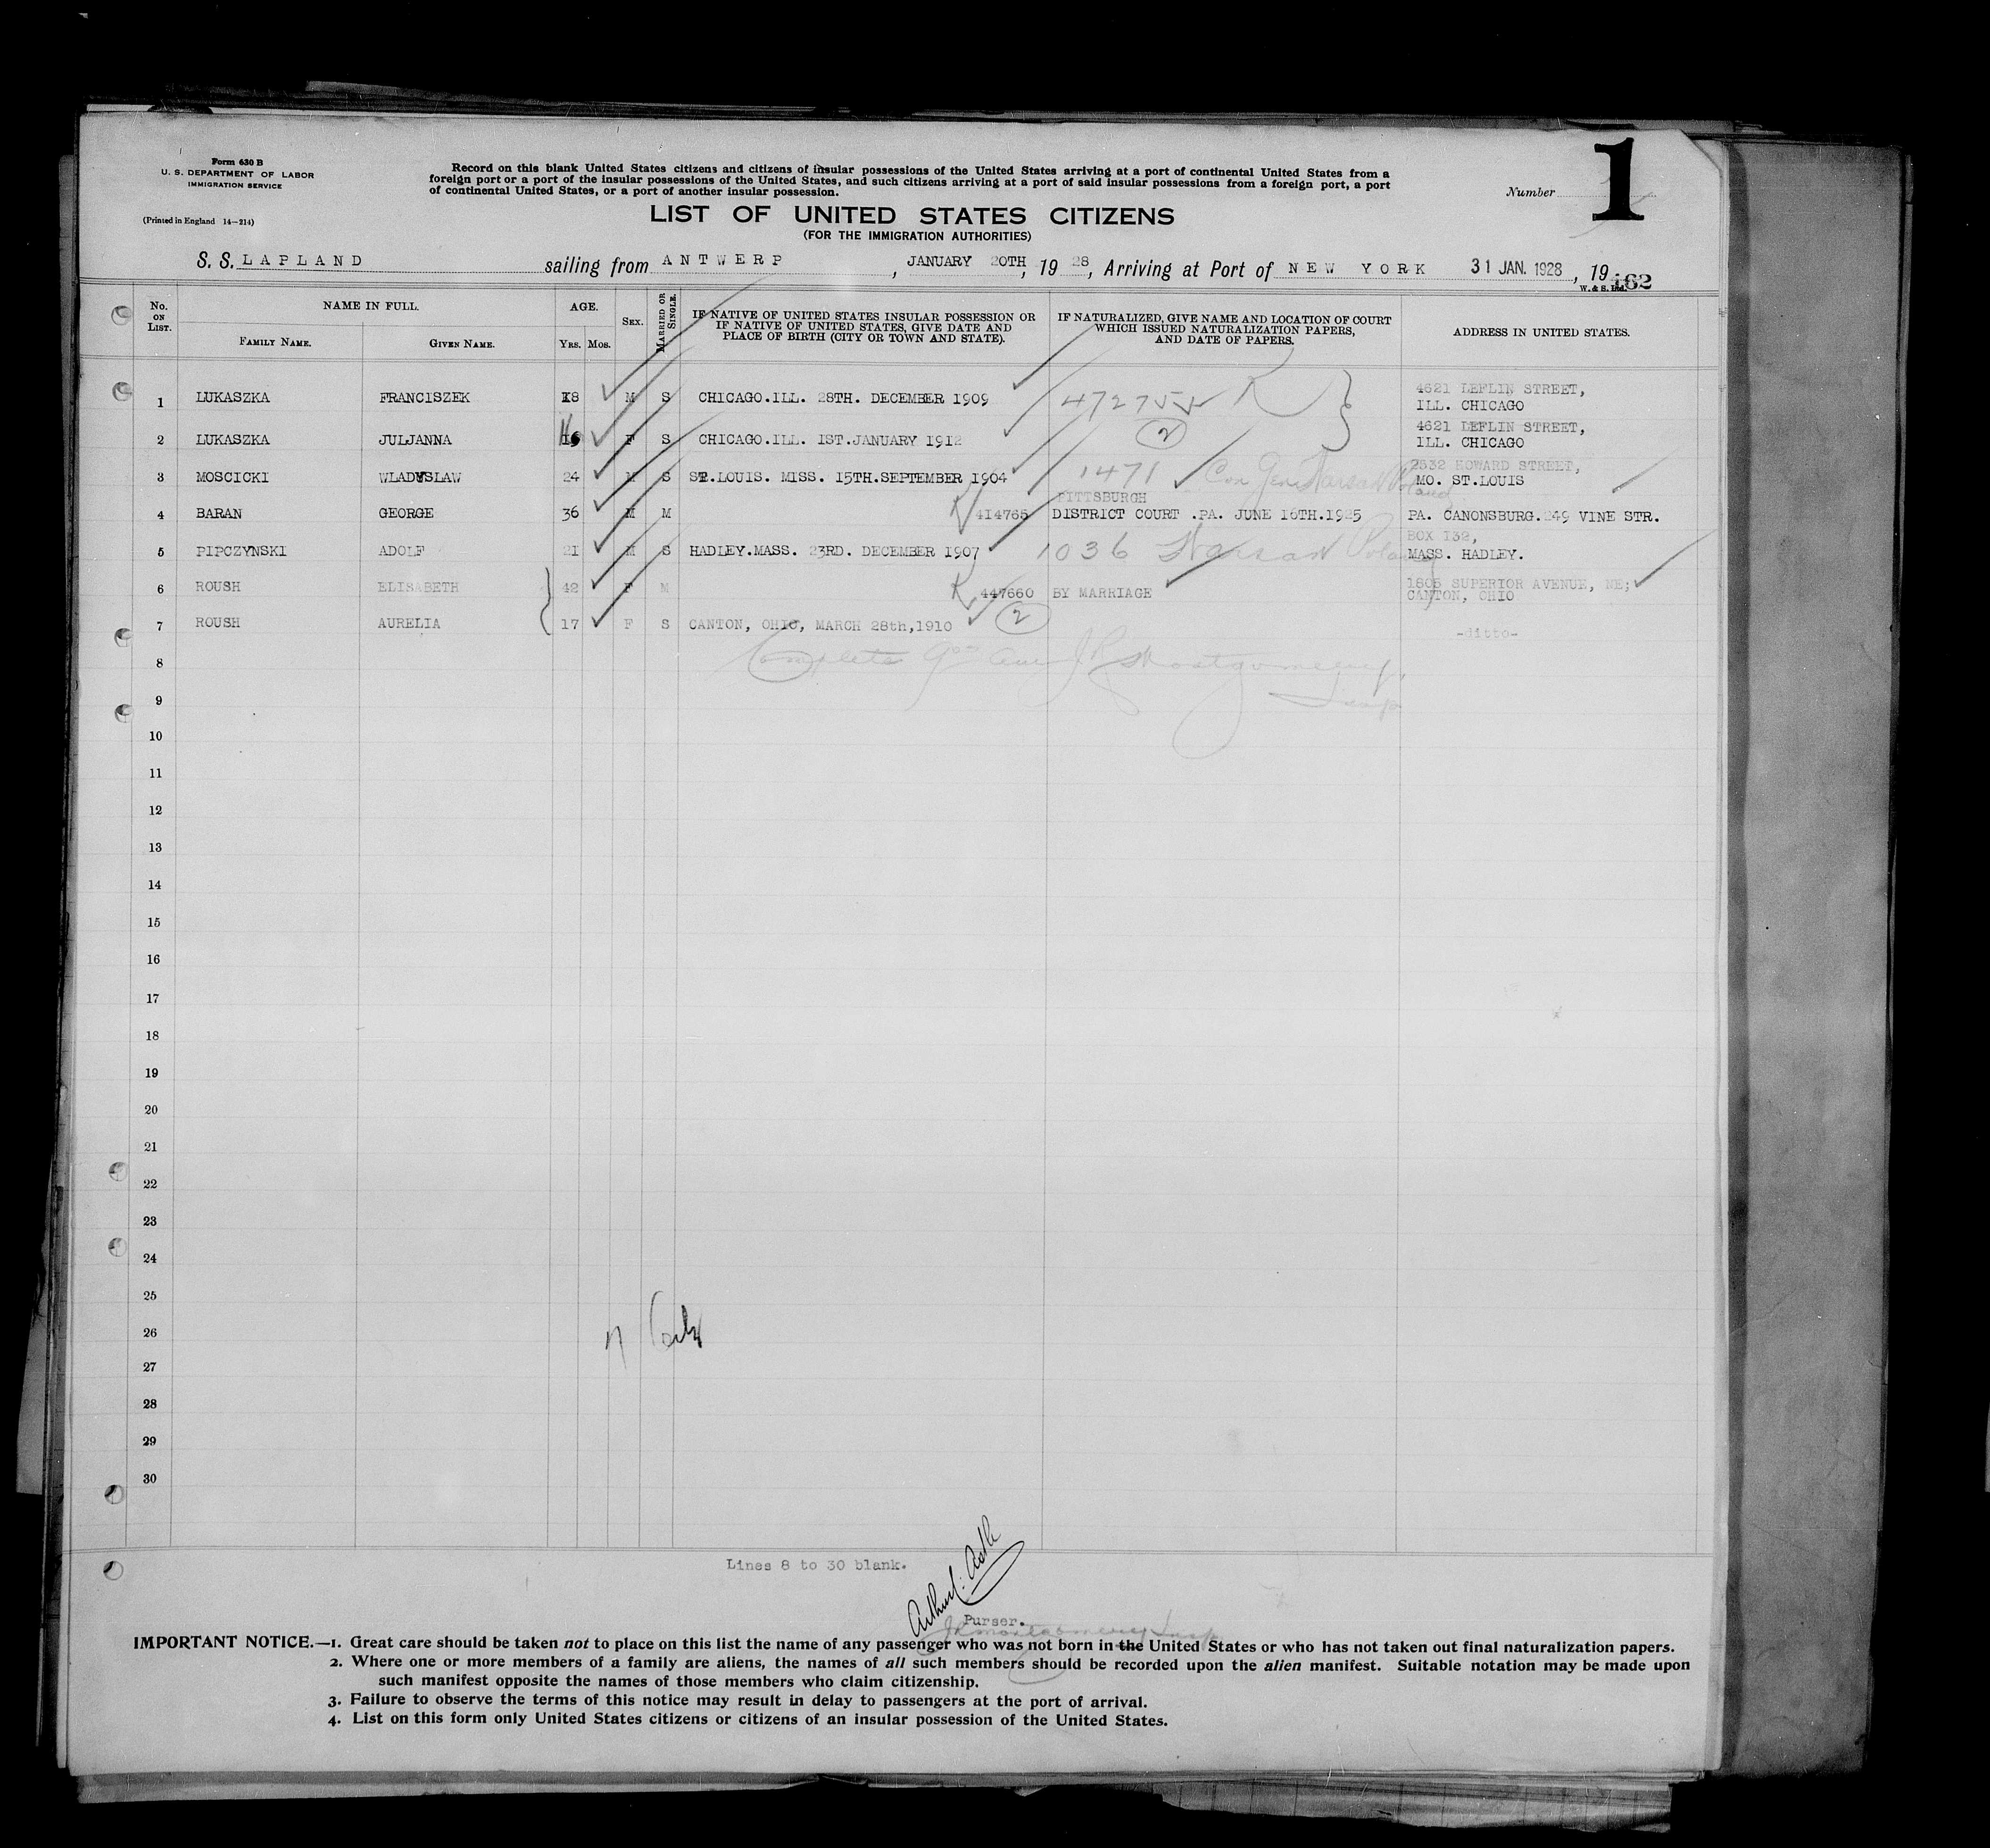 Form 630 B
U. S. DEPARTMENT OF LABOR
IMMIGRATION SERVICE
(Printed in England 14—214)
Record on this blank United States citizens and citizens of insular possessions of the United States arriving at a port of continental United States from a
foreign port or a port of the insular possessions of the United States, and such citizens arriving at a port of said insular possessions from a foreign port, a port
of continental United States, or a port of another insular possession.
Number 1
LIST OF UNITED STATES CITIZENS
(FOR THE IMMIGRATION AUTHORITIES)
S. S. LAPLAND sailing from ANTWERP, JANUARY 20TH, 19 28, Arriving at Port of NEW YORK 31 JAN. 1928, 19
W. & S. Ltd. 162
No. ON LIST. NAME IN FULL. AGE. SEX. MARRIED OR SINGLE. IF NATIVE OF UNITED STATES INSULAR POSSESSION OR IF NATIVE OF UNITED STATES, GIVE DATE AND PLACE OF BIRTH (CITY OR TOWN AND STATE). IF NATURALIZED, GIVE NAME AND LOCATION OF COURT WHICH ISSUED NATURALIZATION PAPERS, AND DATE OF PAPERS. ADDRESS IN UNITED STATES.
FAMILY NAME. GIVEN NAME. YRS. MOS.
1 LUKASZKA FRANCISZEK 18 M S CHICAGO.ILL. 28TH. DECEMBER 1909 472755 4621 LEFLIN STREET, ILL. CHICAGO
2 LUKASZKA JULJANNA 16 F S CHICAGO.ILL. 1ST.JANUARY 1912 2 4621 LEFLIN STREET, ILL. CHICAGO
3 MOSCICKI WLADYSLAW 24 M S ST.LOUIS. MISS. 15TH.SEPTEMBER 1904 1471 Con Gen Warsaw Poland 2532 HOWARD STREET, MO. ST.LOUIS
4 BARAN GEORGE 36 M M 414765 PITTSBURGH DISTRICT COURT .PA. JUNE 16TH.1925 PA. CANONSBURG.249 VINE STR.
5 PIPCZYNSKI ADOLF 21 M S HADLEY.MASS. 23RD. DECEMBER 1907 1036 Warsaw Poland BOX 132, MASS. HADLEY.
6 ROUSH ELISABETH 42 F M 447660 BY MARRIAGE 1805 SUPERIOR AVENUE, NE; CANTON, OHIO
7 ROUSH AURELIA 17 F S CANTON, OHIO, MARCH 28th,1910 2 -ditto-
8 Complete J R Montgomery,
9 Insp
10
11
12
13
14
15
16
17
18
19
20
21
22
23
24
25
26
27
28
29
30
Lines 8 to 30 blank.
Purser.
J R Montgomery Insp
IMPORTANT NOTICE.—1. Great care should be taken not to place on this list the name of any passenger who was not born in the United States or who has not taken out final naturalization papers.
2. Where one or more members of a family are aliens, the names of all such members should be recorded upon the alien manifest. Suitable notation may be made upon
such manifest opposite the names of those members who claim citizenship.
3. Failure to observe the terms of this notice may result in delay to passengers at the port of arrival.
4. List on this form only United States citizens or citizens of an insular possession of the United States.